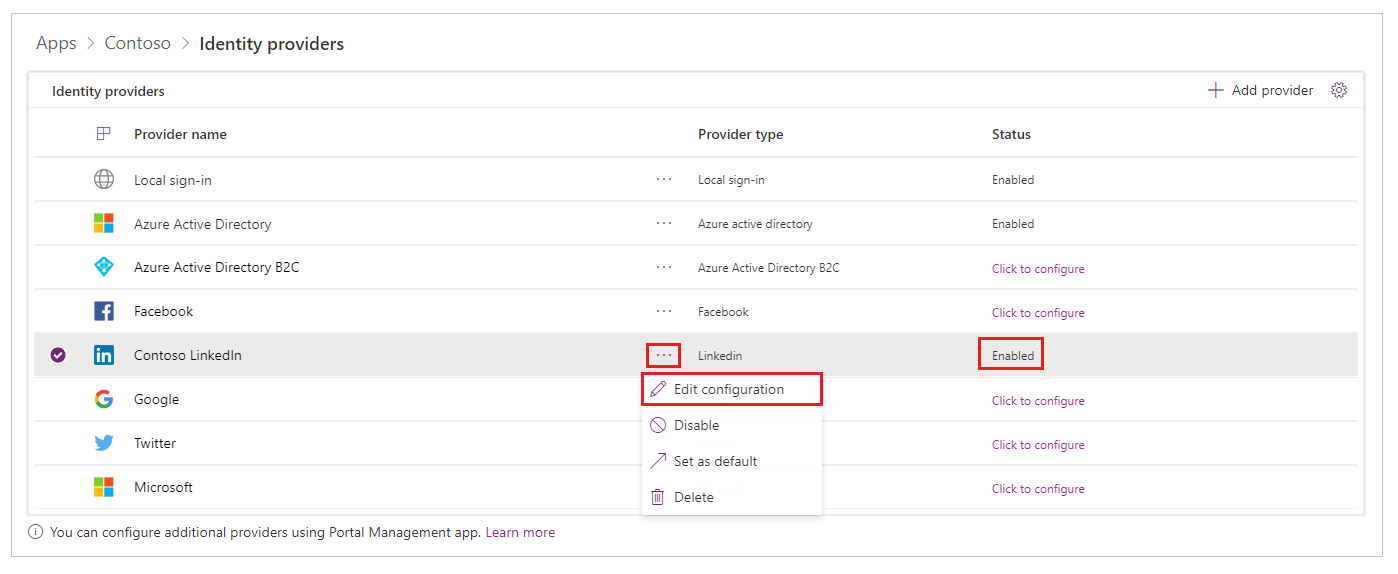 Apps > Contoso > Identity providers
Identity providers
Add provider
Provider name Provider type Status
Local sign-in ... Local sign-in Enabled
Azure Active Directory ... Azure active directory Enabled
Azure Active Directory B2C ... Azure Active Directory B2C Click to configure
Facebook ... Facebook Click to configure
in Contoso LinkedIn ... Linkedin Enabled
Edit configuration
Google Click to configure
Disable
Twitter Click to configure
Set as default
Microsoft Click to configure
Delete
You can configure additional providers using Portal Management app. Learn more